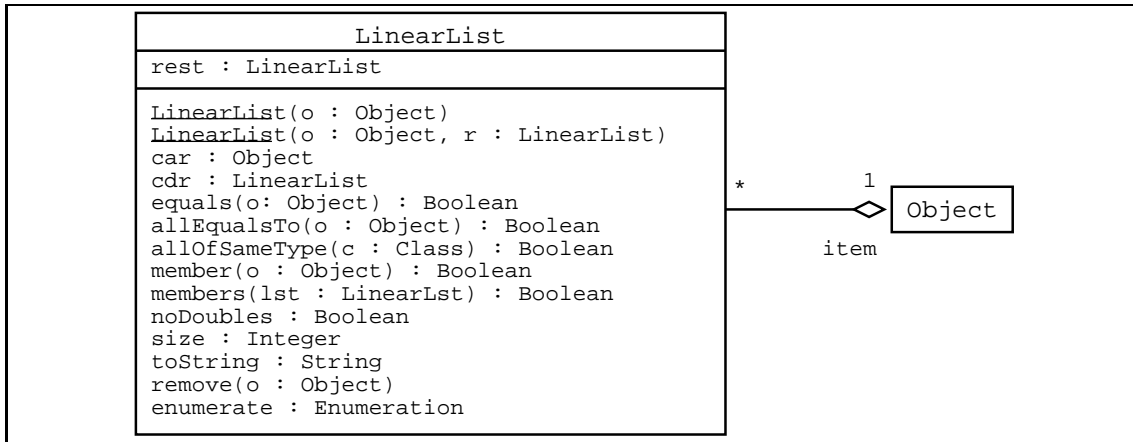 LinearList
rest : LinearList
LinearList(o : Object)
LinearList(o : Object, r : LinearList)
car : Object
cdr : LinearList
equals(o: Object) : Boolean
allEqualsTo(o : Object) : Boolean
allOfSameType(c : Class) : Boolean
member(o : Object) : Boolean
members(lst : LinearLst) : Boolean
noDoubles : Boolean
size : Integer
toString : String
remove(o : Object)
enumerate : Enumeration
* 1
item
Object